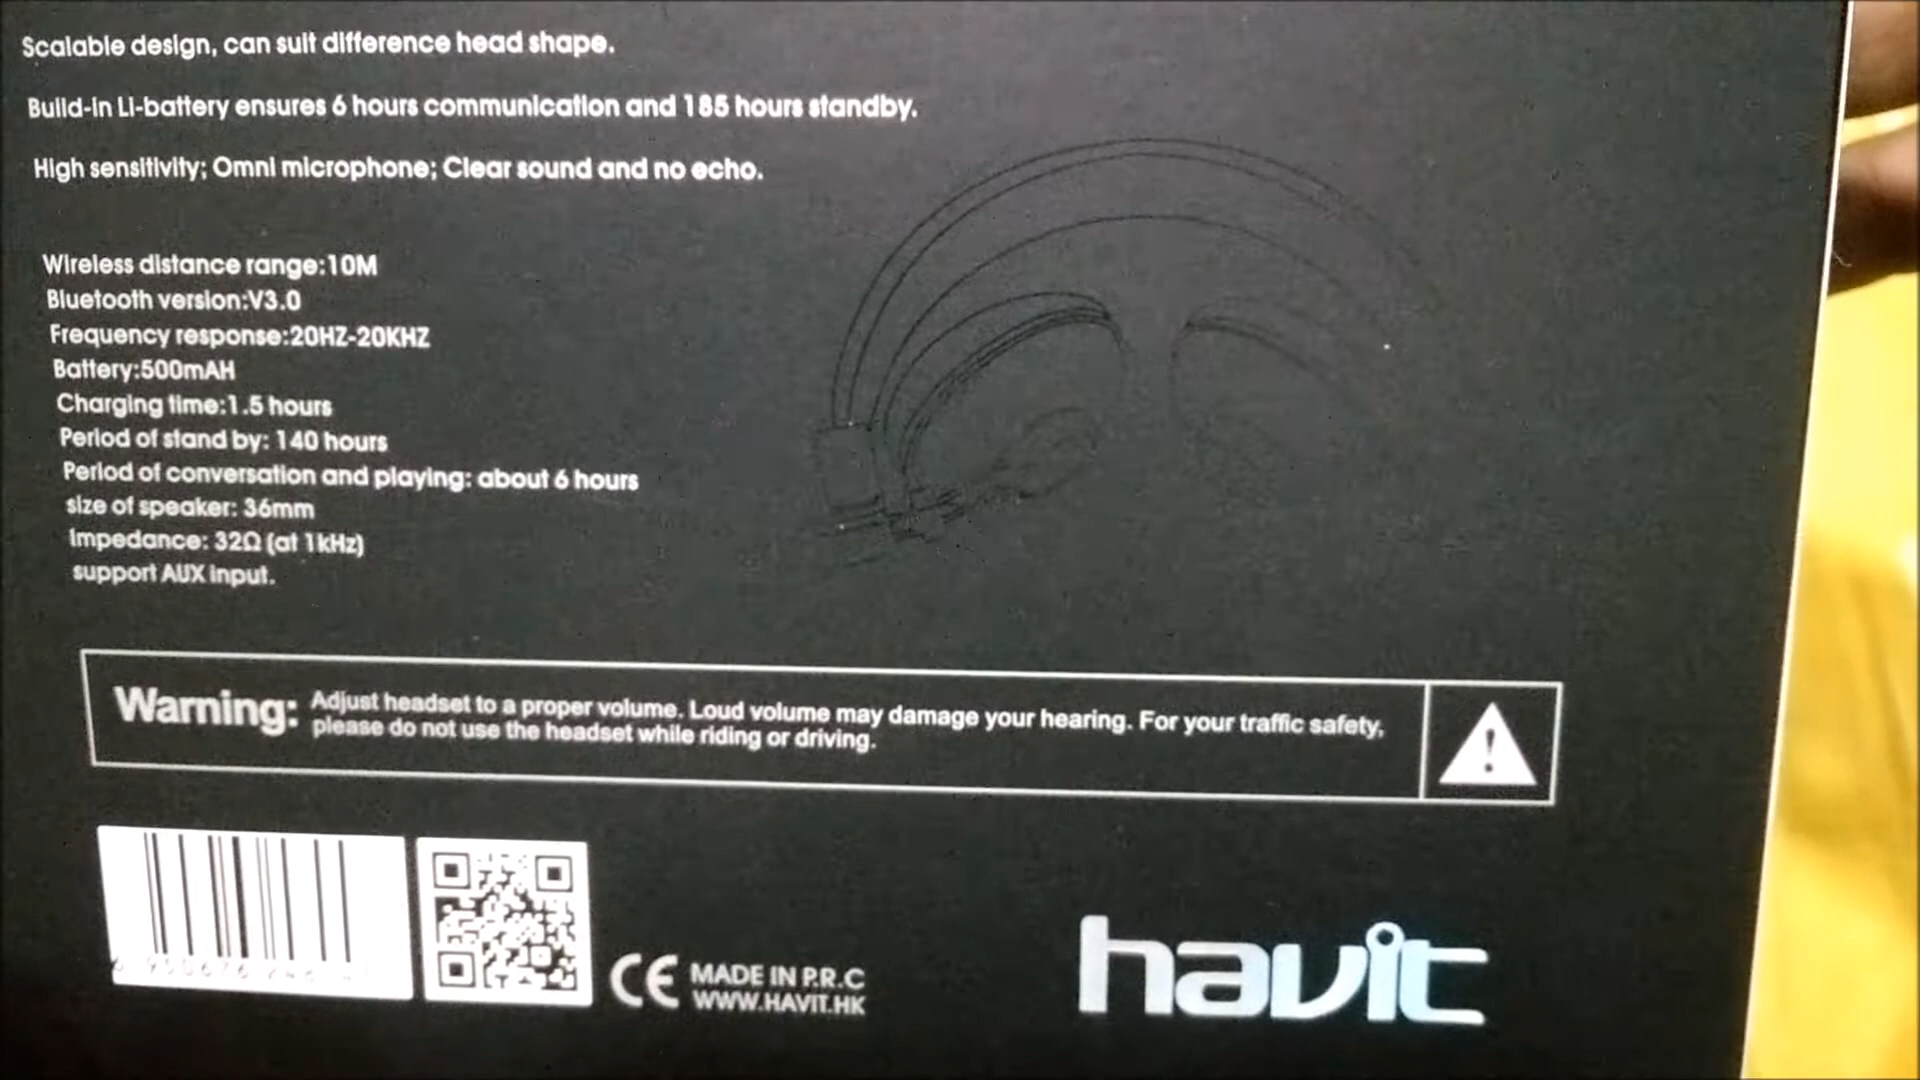 Scalable design, can suit difference head shape.
Build-in Li-battery ensures 6 hours communication and 185 hours standby.
High sensitivity; Omni microphone; Clear sound and no echo.
Wireless distance range:10M
Bluetooth version:V3.0
Frequency response:20HZ-20KHZ
Battery:500mAH
Charging time:1.5 hours
Period of stand by: 140 hours
Period of conversation and playing: about 6 hours
size of speaker: 36mm
Impedance: 32Ω (at 1kHz)
support AUX input.
Warning: Adjust headset to a proper volume. Loud volume may damage your hearing. For your traffic safety,
please do not use the headset while riding or driving.
CE MADE IN P.R.C
WWW.HAVIT.HK
havit